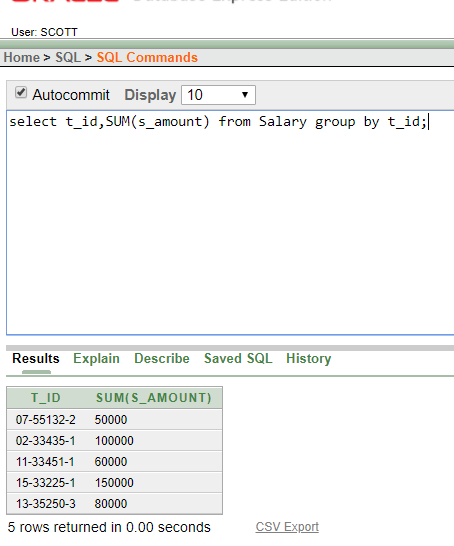 User: SCOTT
Home > SQL > SQL Commands
Autocommit Display 10
select t_id,SUM(s_amount) from Salary group by t_id;
Results Explain Describe Saved SQL History
T_ID SUM(S_AMOUNT)
07-55132-2 50000
02-33435-1 100000
11-33451-1 60000
15-33225-1 150000
13-35250-3 80000
5 rows returned in 0.00 seconds CSV Export